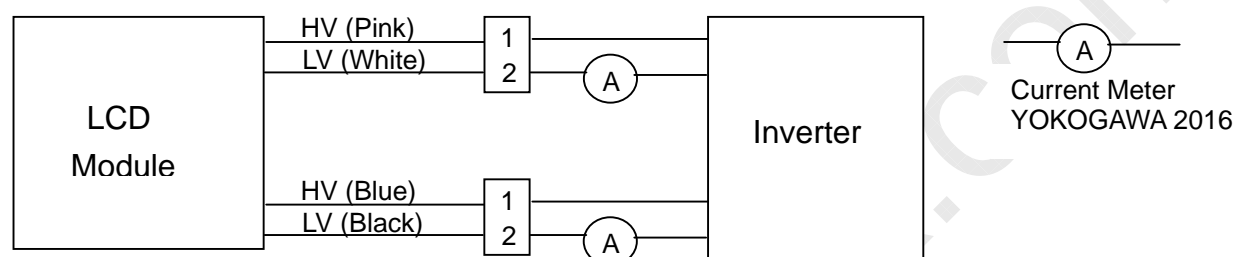 HV (Pink)
LV (White)
1
2
A
A
Current Meter
YOKOGAWA 2016
LCD
Module
Inverter
HV (Blue)
LV (Black)
1
2
A